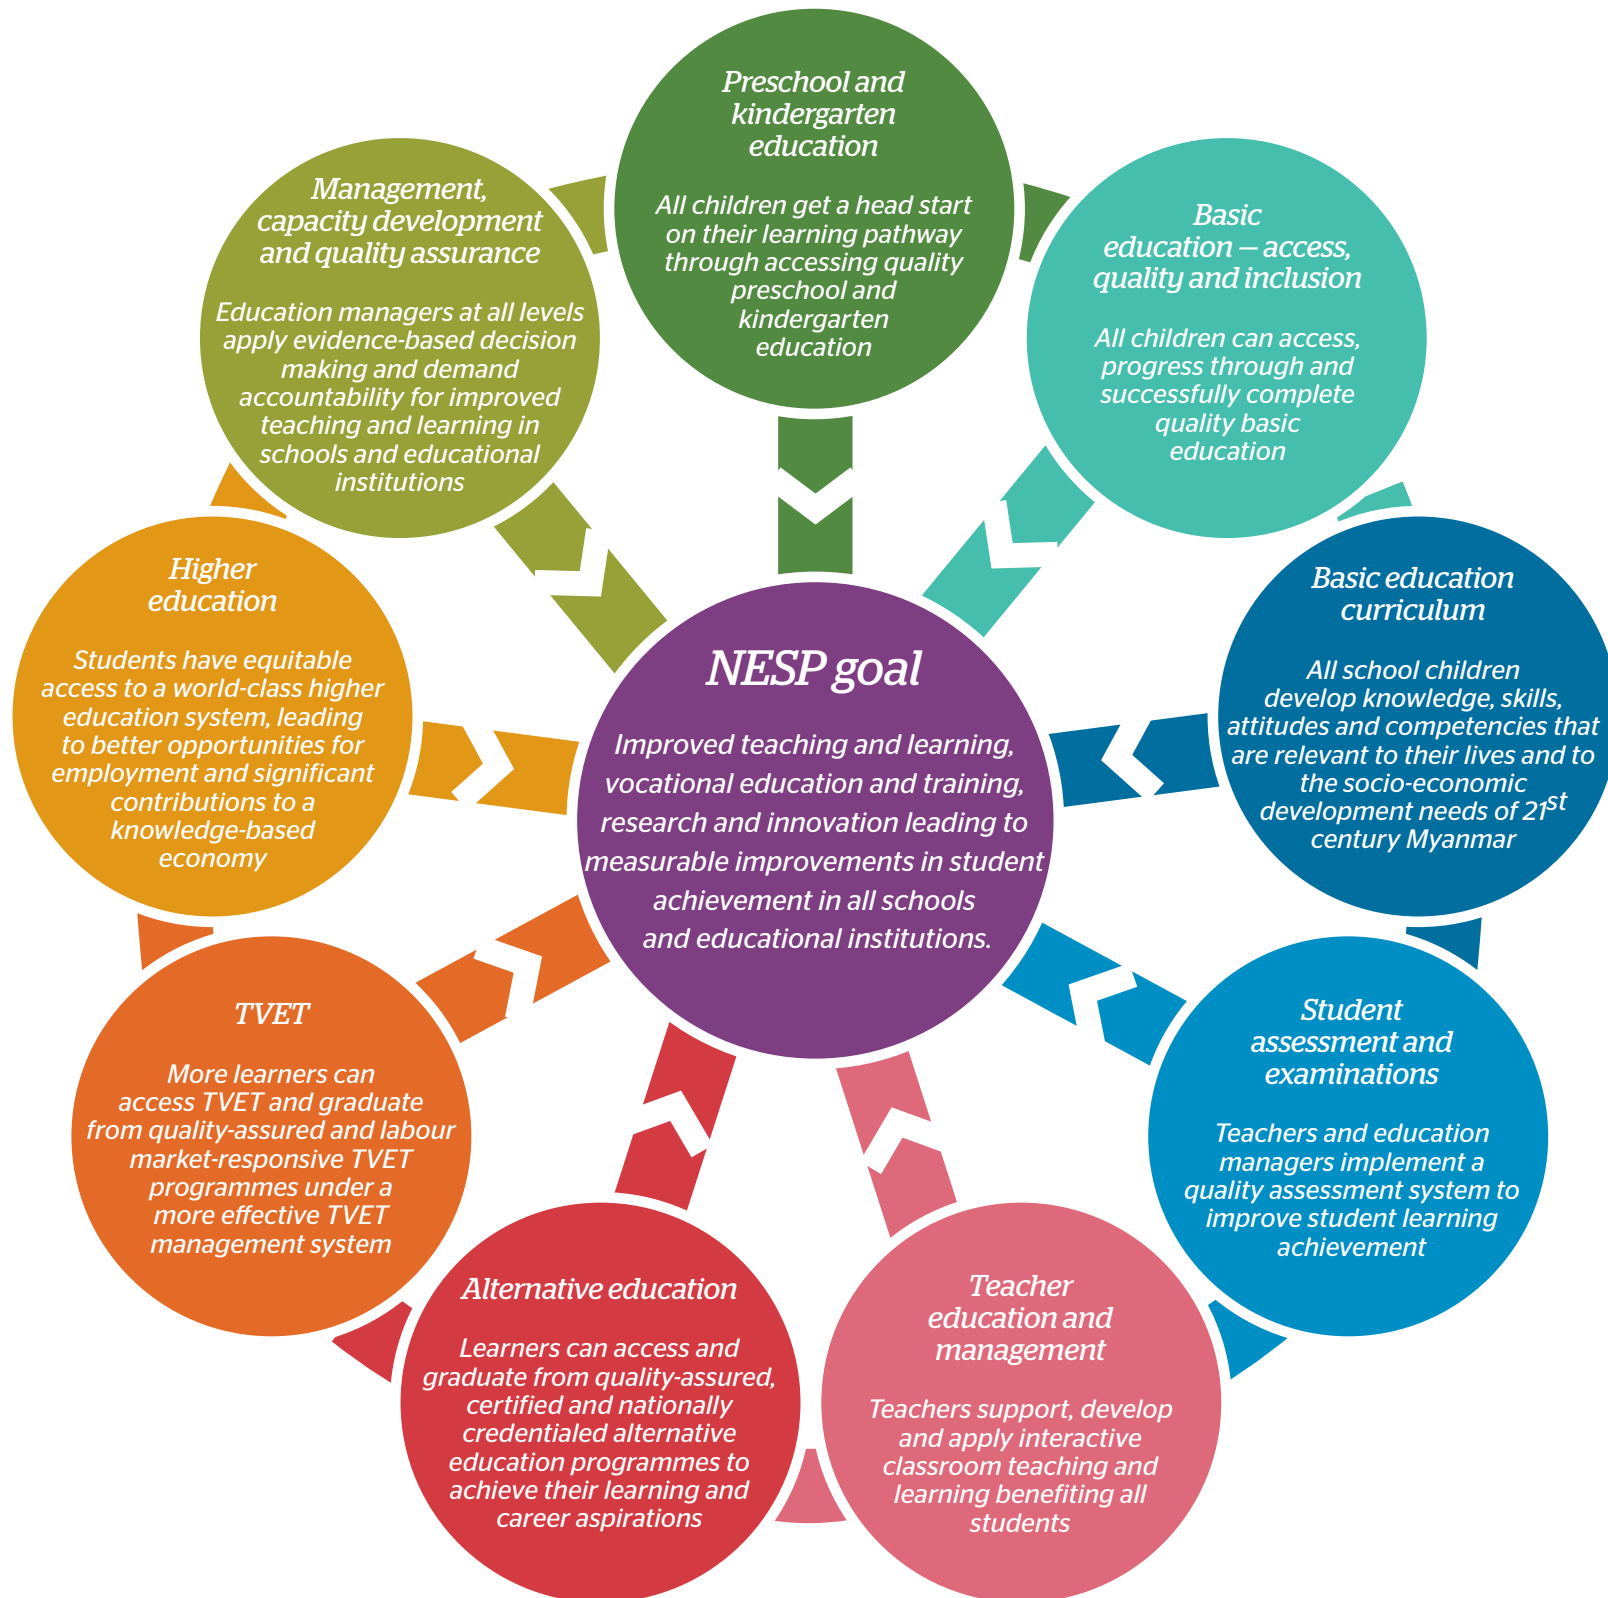 Preschool and
kindergarten
education
All children get a head start
on their learning pathway
through accessing quality
preschool and
kindergarten
education
Basic
education – access,
quality and inclusion
All children can access,
progress through and
successfully complete
quality basic
education
Basic education
curriculum
All school children
develop knowledge, skills,
attitudes and competencies that
are relevant to their lives and to
the socio-economic
development needs of 21st
century Myanmar
Student
assessment and
examinations
Teachers and education
managers implement a
quality assessment system to
improve student learning
achievement
Teacher
education and
management
Teachers support, develop
and apply interactive
classroom teaching and
learning benefiting all
students
Alternative education
Learners can access and
graduate from quality-assured,
certified and nationally
credentialed alternative
education programmes to
achieve their learning and
career aspirations
TVET
More learners can
access TVET and graduate
from quality-assured and labour
market-responsive TVET
programmes under a
more effective TVET
management system
Higher
education
Students have equitable
access to a world-class higher
education system, leading
to better opportunities for
employment and significant
contributions to a
knowledge-based
economy
Management,
capacity development
and quality assurance
Education managers at all levels
apply evidence-based decision
making and demand
accountability for improved
teaching and learning in
schools and educational
institutions
NESP goal
Improved teaching and learning,
vocational education and training,
research and innovation leading to
measurable improvements in student
achievement in all schools
and educational institutions.